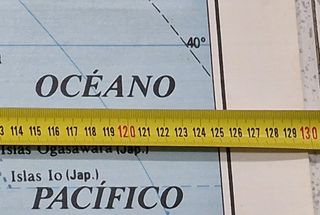 40°
OCÉANO
3 114 115 116 117 118 119 120 121 122 123 124 125 126 127 128 129 130
Islas Ogasawara (Jap.)
Islas Io (Jap.)
PACÍFICO